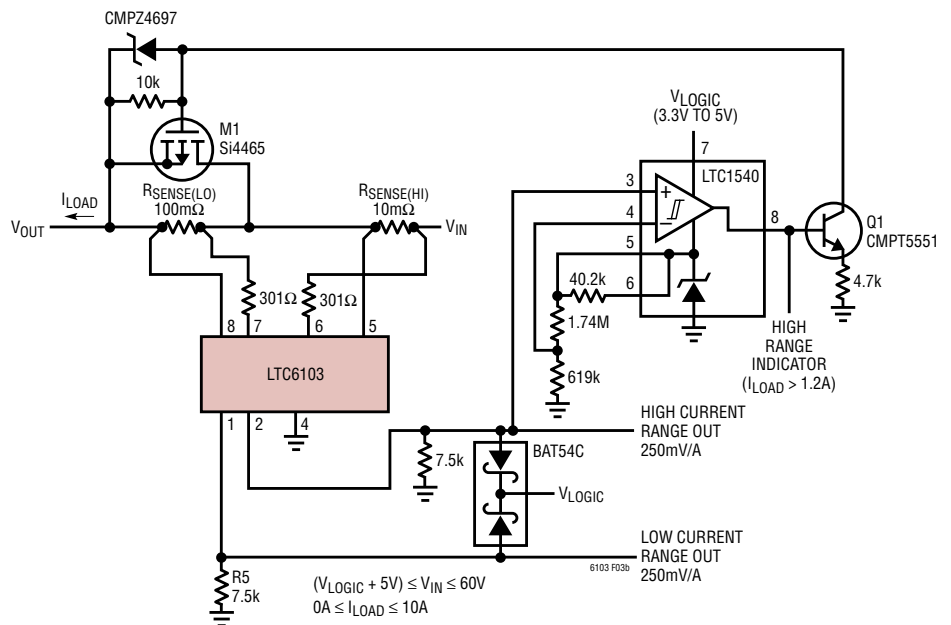 CMPZ4697
10k
M1
Si4465
VLOGIC
(3.3V TO 5V)
7
LTC1540
3
+
4
–
5
6
8
Q1
CMPT5551
4.7k
ILOAD
VOUT
RSENSE(LO)
100mΩ
RSENSE(HI)
10mΩ
VIN
40.2k
1.74M
619k
HIGH
RANGE
INDICATOR
(ILOAD > 1.2A)
301Ω
301Ω
8
7
6
5
LTC6103
1
2
4
HIGH CURRENT
RANGE OUT
250mV/A
7.5k
BAT54C
VLOGIC
LOW CURRENT
RANGE OUT
250mV/A
6103 F03b
R5
7.5k
(VLOGIC + 5V) ≤ VIN ≤ 60V
0A ≤ ILOAD ≤ 10A